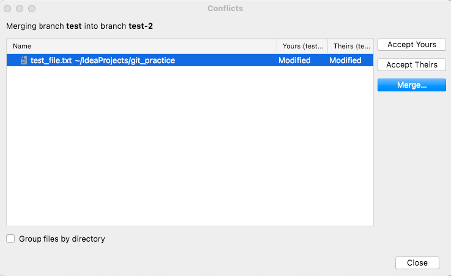 Conflicts
Merging branch test into branch test-2
Name Yours (test... Theirs (te...
test_file.txt ~/IdeaProjects/git_practice Modified Modified
Accept Yours
Accept Theirs
Merge...
Group files by directory
Close